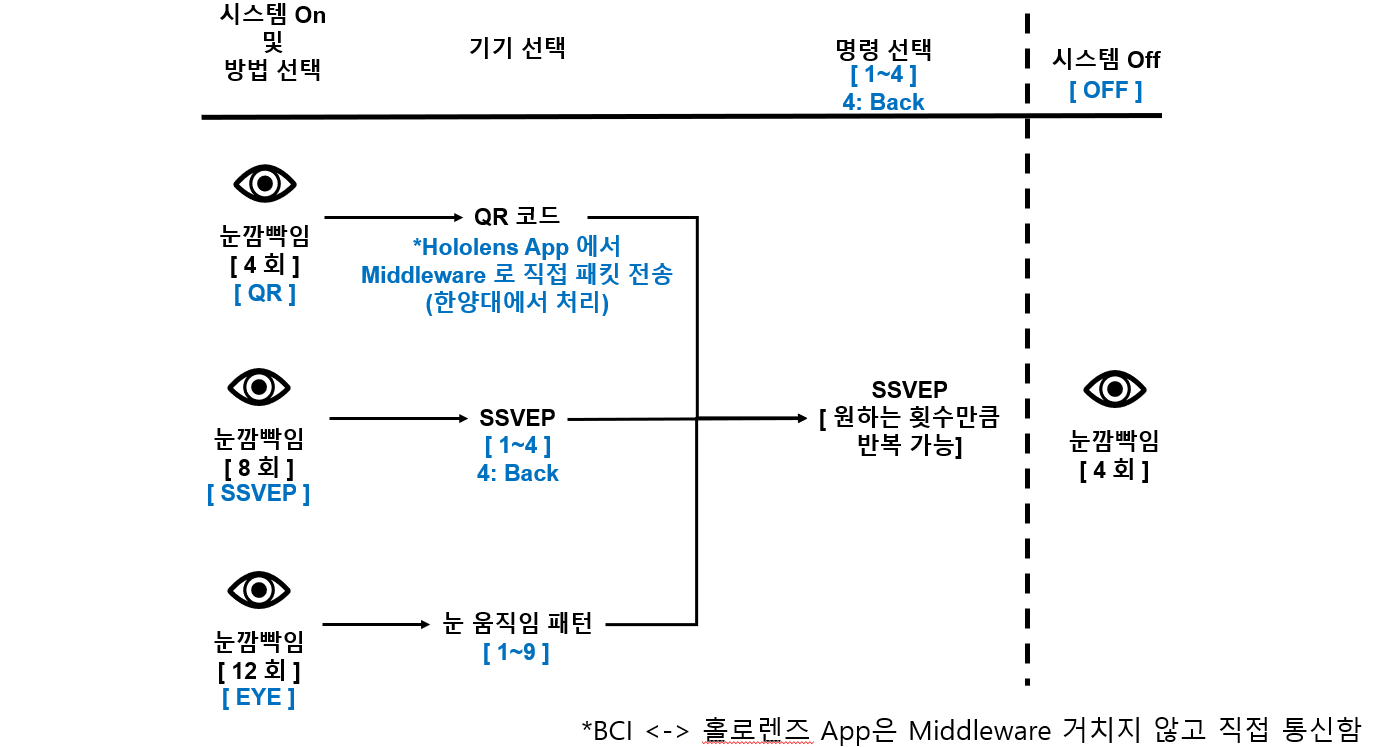 시스템 On
및
방법 선택
기기 선택
명령 선택
[ 1~4 ]
4: Back
시스템 Off
[ OFF ]
눈깜빡임
[ 4 회 ]
[ QR ]
QR 코드
*Hololens App 에서
Middleware 로 직접 패킷 전송
(한양대에서 처리)
눈깜빡임
[ 8 회 ]
[ SSVEP ]
SSVEP
[ 1~4 ]
4: Back
SSVEP
[ 원하는 횟수만큼
반복 가능]
눈깜빡임
[ 4 회 ]
눈깜빡임
[ 12 회 ]
[ EYE ]
눈 움직임 패턴
[ 1~9 ]
*BCI <-> 홀로렌즈 App은 Middleware 거치지 않고 직접 통신함